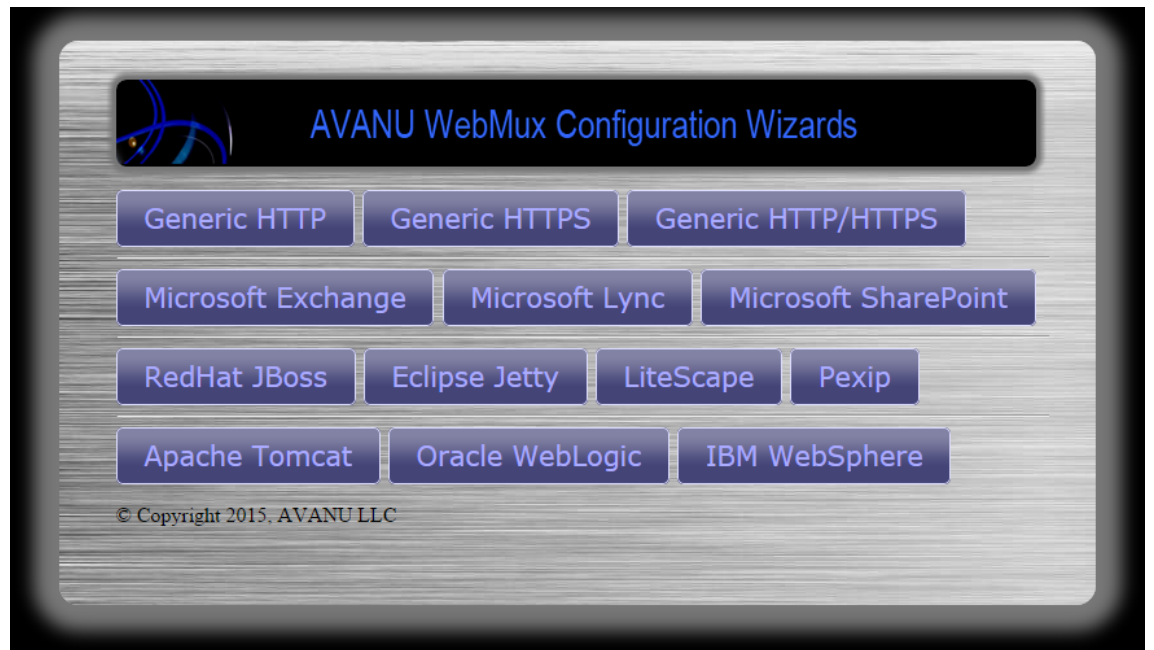 AVANU WebMux Configuration Wizards
Generic HTTP Generic HTTPS Generic HTTP/HTTPS
Microsoft Exchange Microsoft Lync Microsoft SharePoint
RedHat JBoss Eclipse Jetty LiteScape Pexip
Apache Tomcat Oracle WebLogic IBM WebSphere
© Copyright 2015, AVANU LLC